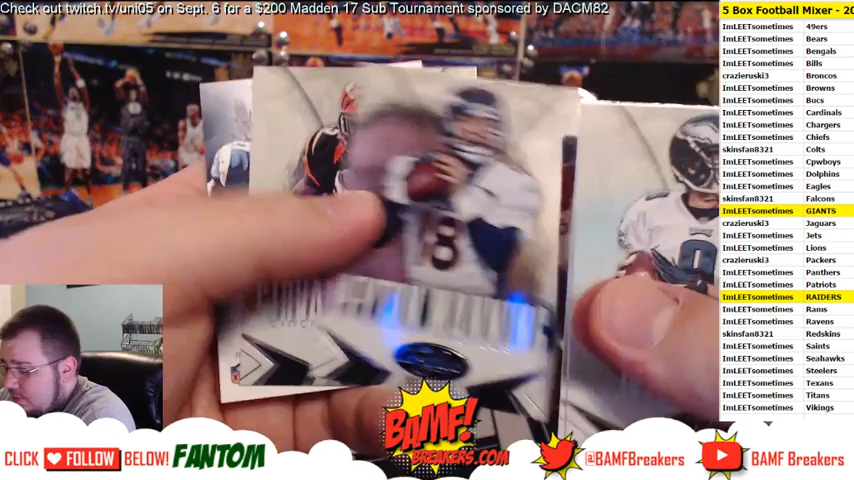 Check out twitch.tv/uni05 on Sept. 6 for a $200 Madden 17 Sub Tournament sponsored by DACM82
5 Box Football Mixer - 20
ImLEETsometimes 49ers
ImLEETsometimes Bears
ImLEETsometimes Bengals
ImLEETsometimes Bills
crazieruski3 Broncos
ImLEETsometimes Browns
ImLEETsometimes Bucs
ImLEETsometimes Cardinals
ImLEETsometimes Chargers
ImLEETsometimes Chiefs
skinsfan8321 Colts
ImLEETsometimes Cpwboys
ImLEETsometimes Dolphins
ImLEETsometimes Eagles
skinsfan8321 Falcons
ImLEETsometimes GIANTS
crazieruski3 Jaguars
ImLEETsometimes Jets
ImLEETsometimes Lions
crazieruski3 Packers
ImLEETsometimes Panthers
ImLEETsometimes Patriots
ImLEETsometimes RAIDERS
ImLEETsometimes Rams
ImLEETsometimes Ravens
skinsfan8321 Redskins
ImLEETsometimes Saints
ImLEETsometimes Seahawks
ImLEETsometimes Steelers
ImLEETsometimes Texans
ImLEETsometimes Titans
ImLEETsometimes Vikings
18
CLICK FOLLOW BELOW! FANTOM
BAMF!
BREAKERS.COM
@BAMFBreakers
BAMF Breakers